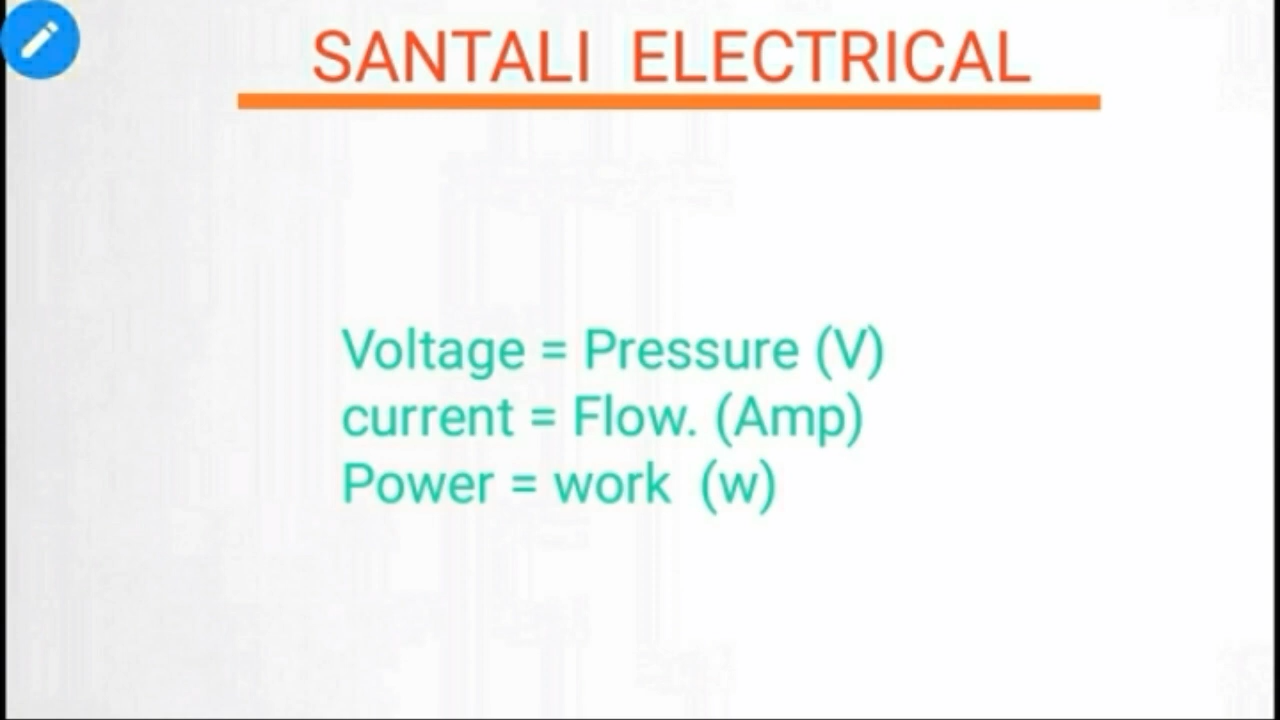 SANTALI ELECTRICAL
Voltage = Pressure (V)
current = Flow. (Amp)
Power = work (w)